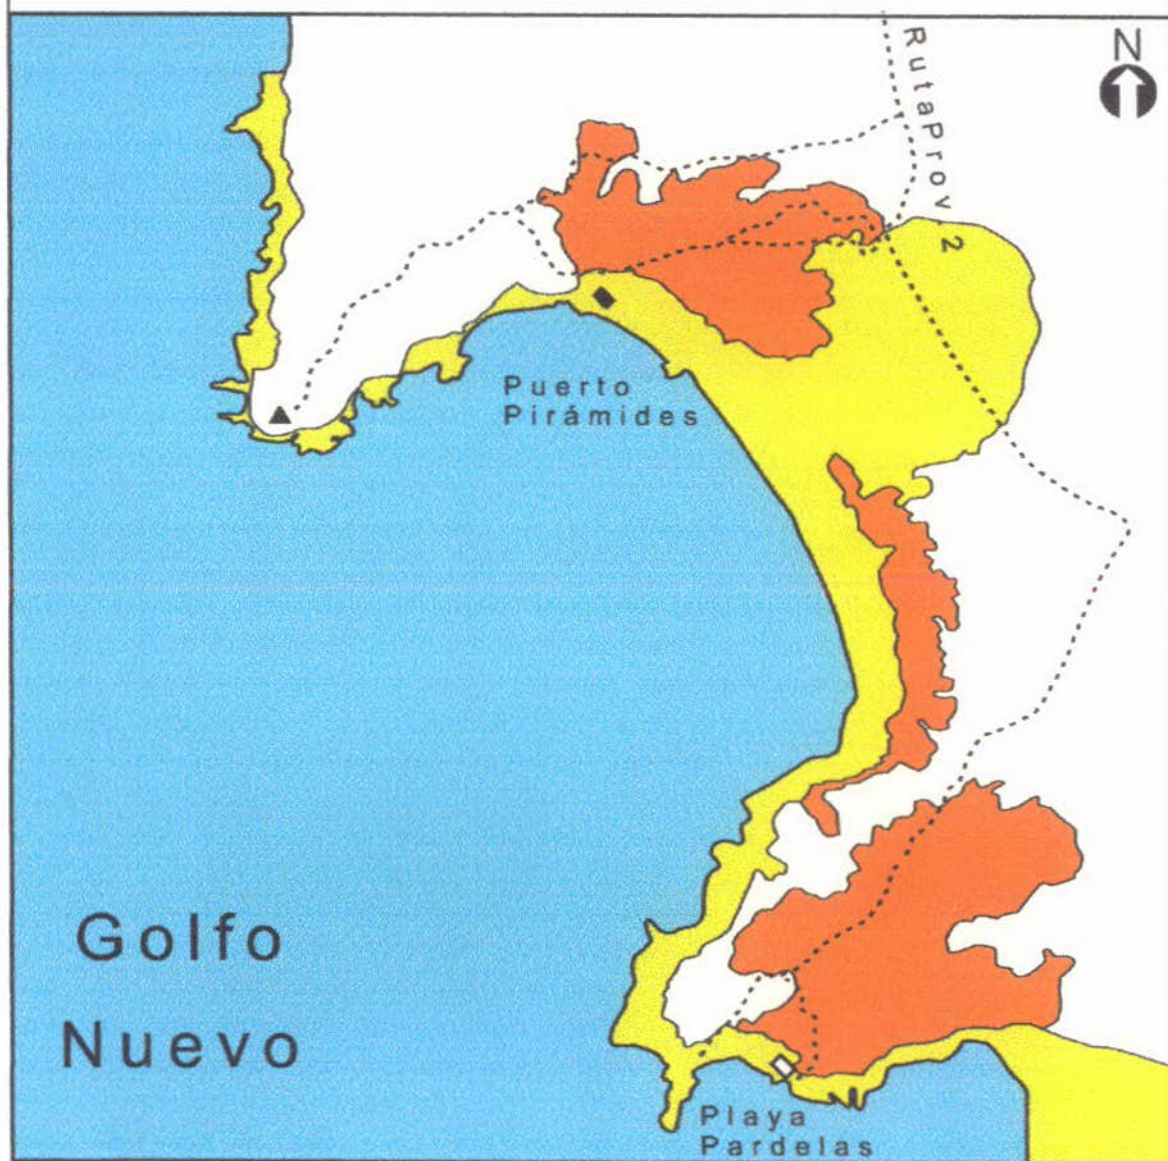 N
RutaProv 2
Puerto
Pirámides
Golfo
Nuevo
Playa
Pardelas